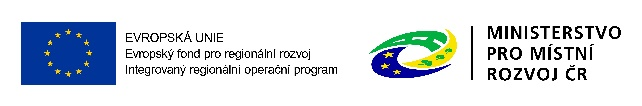 EVROPSKÁ UNIE
Evropský fond pro regionální rozvoj
Integrovaný regionální operační program
MINISTERSTVO
PRO MÍSTNÍ
ROZVOJ ČR